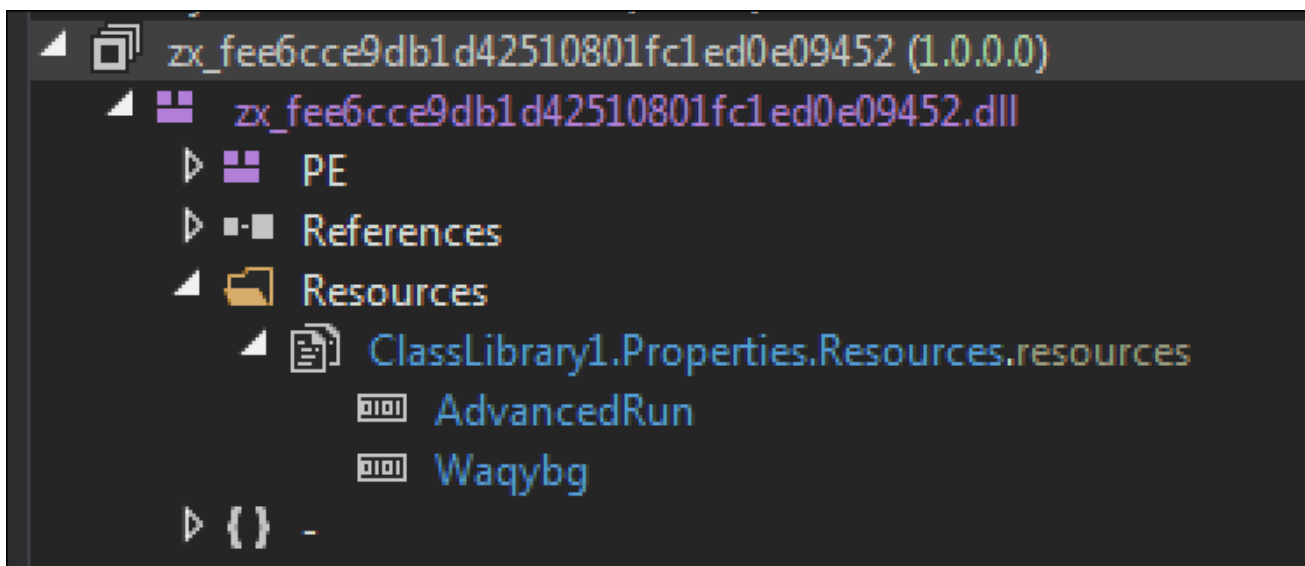 zx_fee6cce9db1d42510801fc1ed0e09452 (1.0.0.0)
zx_fee6cce9db1d42510801fc1ed0e09452.dll
PE
References
Resources
ClassLibrary1.Properties.Resources.resources
AdvancedRun
Waqybg
{ } -